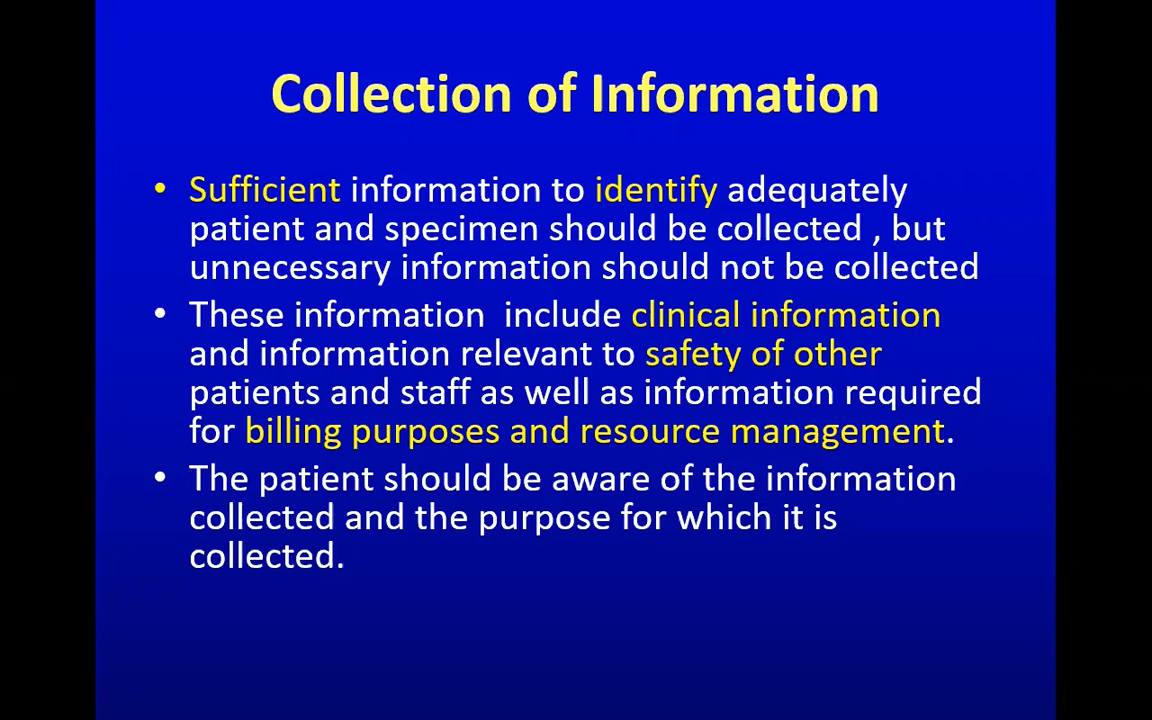 Collection of Information
• Sufficient information to identify adequately
patient and specimen should be collected , but
unnecessary information should not be collected
• These information  include clinical information
and information relevant to safety of other
patients and staff as well as information required
for billing purposes and resource management.
• The patient should be aware of the information
collected and the purpose for which it is
collected.